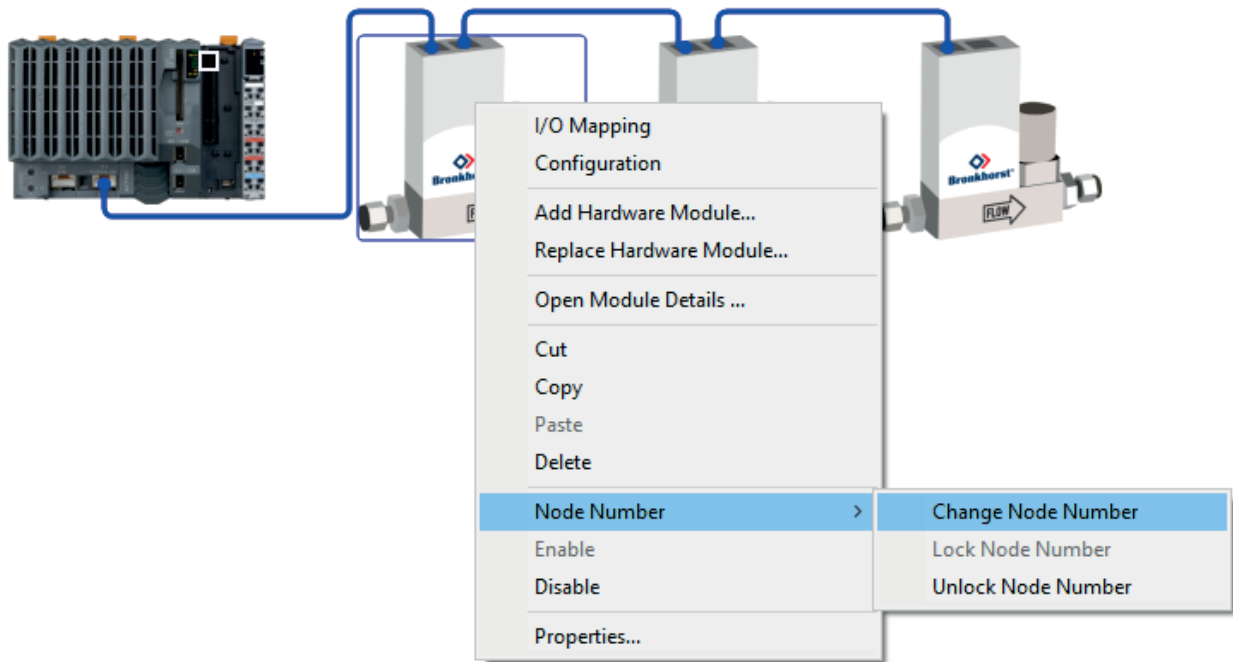 Bronkhorst
FLOW
I/O Mapping
Configuration
Add Hardware Module...
Replace Hardware Module...
Open Module Details ...
Cut
Copy
Paste
Delete
Node Number
Change Node Number
Enable
Lock Node Number
Disable
Unlock Node Number
Properties...